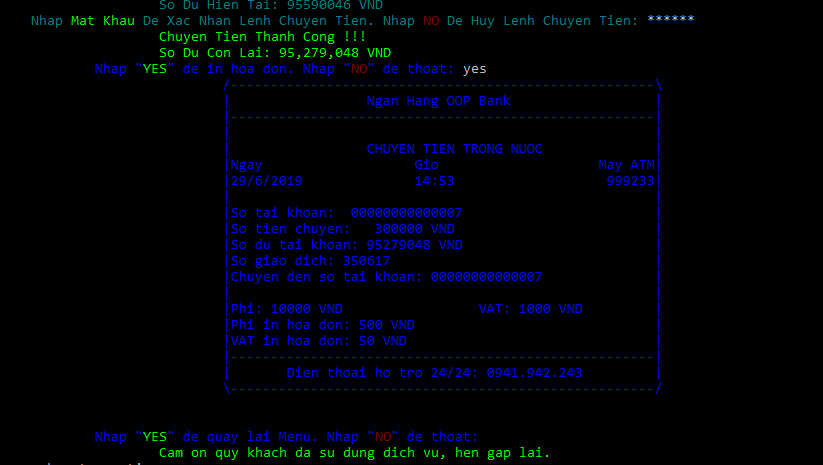 So Du Hien Tai: 95590046 VND
Nhap Mat Khau De Xac Nhan Lenh Chuyen Tien. Nhap NO De Huy Lenh Chuyen Tien: ******
Chuyen Tien Thanh Cong !!!
So Du Con Lai: 95,279,048 VND
Nhap "YES" de in hoa don. Nhap "NO" de thoat: yes
Ngan Hang OOP Bank
CHUYEN TIEN TRONG NUOC
Ngay Gio May ATM
29/6/2019 14:53 999233
So tai khoan: 00000000000007
So tien chuyen: 300000 VND
So du tai khoan: 95279048 VND
So giao dich: 350617
Chuyen den so tai khoan: 00000000000007
Phi: 10000 VND VAT: 1000 VND
Phi in hoa don: 500 VND
VAT in hoa don: 50 VND
Dien thoai ho tro 24/24: 0941.942.243
Nhap "YES" de quay lai Menu. Nhap "NO" de thoat:
Cam on quy khach da su dung dich vu, hen gap lai.